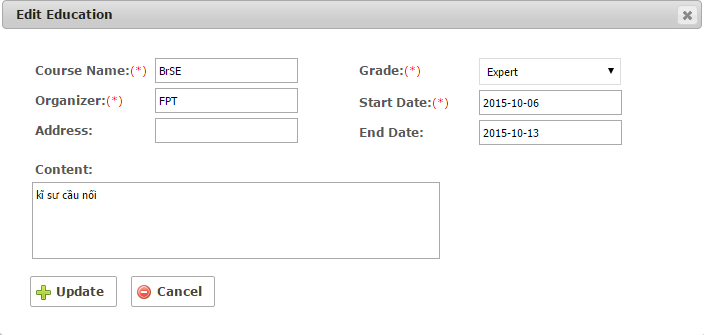 Edit Education
Course Name:(*) BrSE Grade:(*) Expert
Organizer:(*) FPT Start Date:(*) 2015-10-06
Address: End Date: 2015-10-13
Content:
kĩ sư cầu nối
Update Cancel